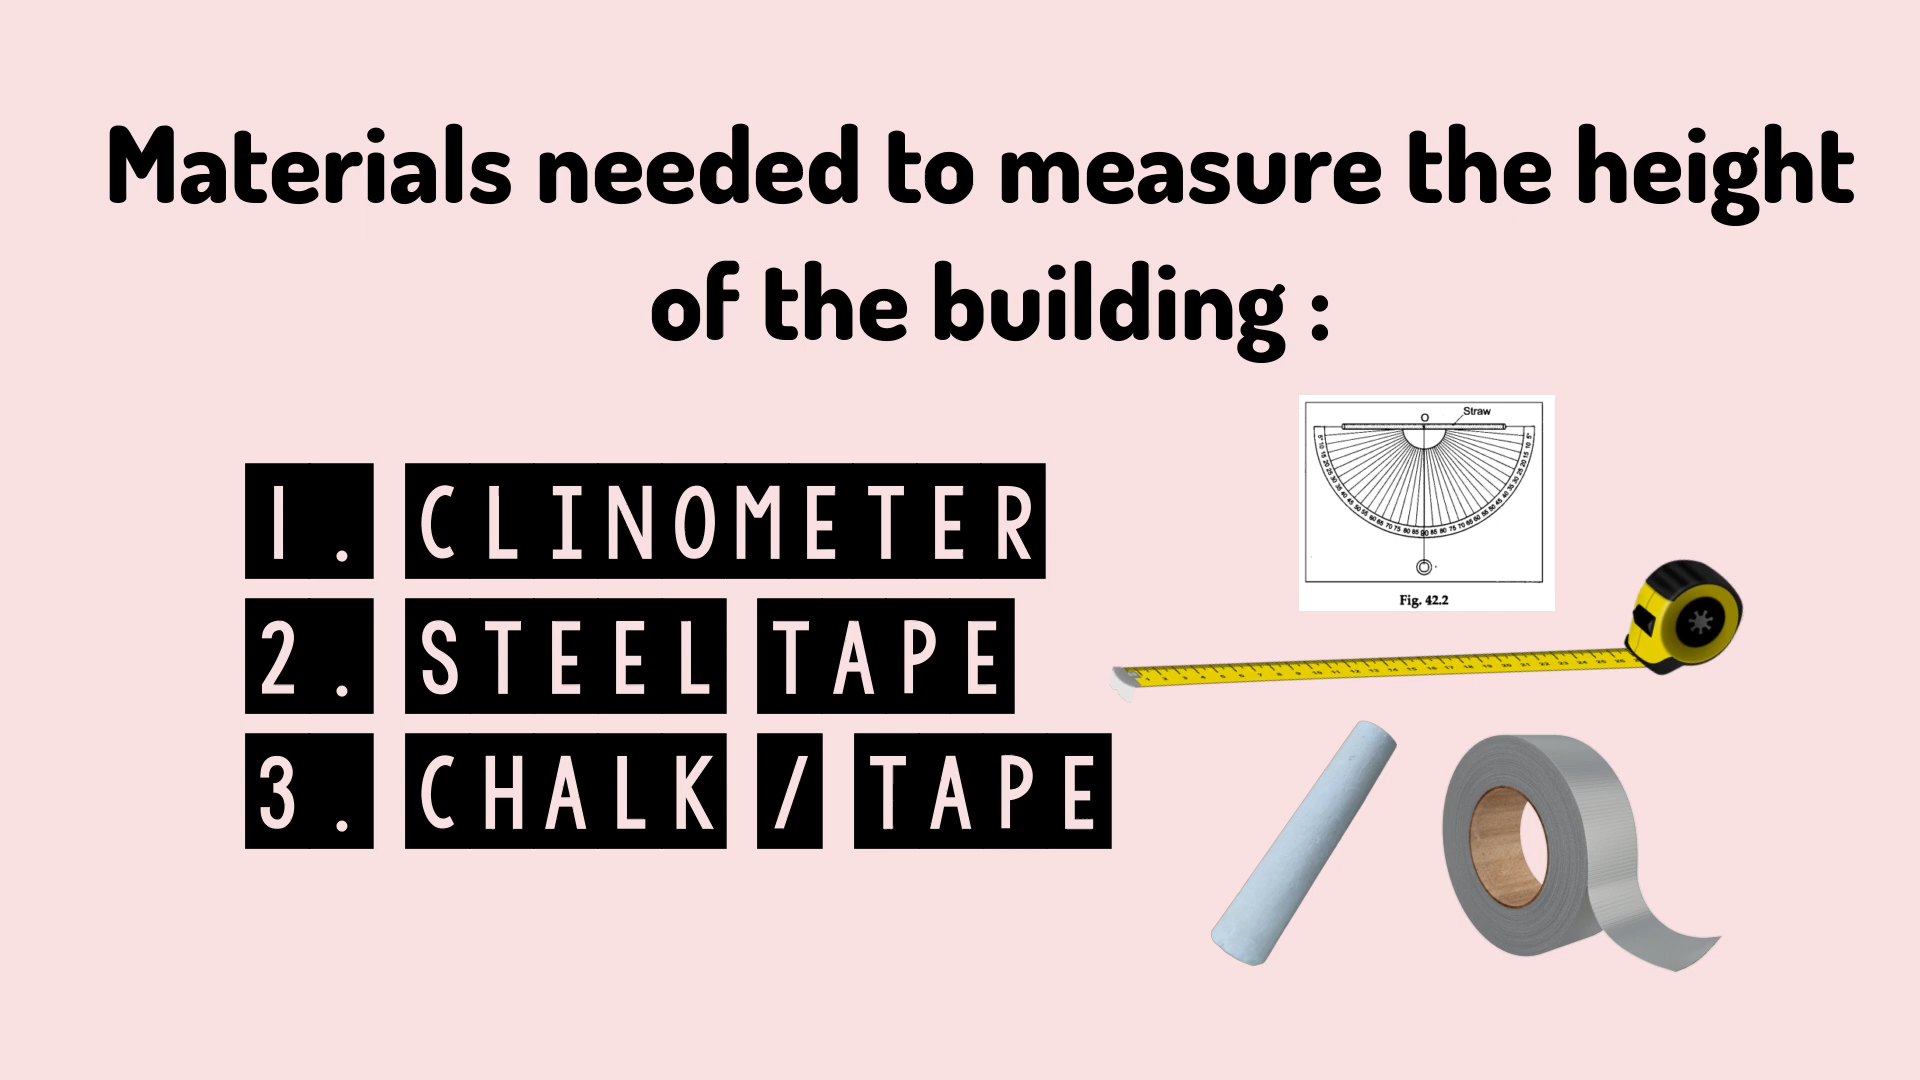 Materials needed to measure the height
of the building :
1. CLINOMETER
2. STEEL TAPE
3. CHALK / TAPE
O
Straw
Fig. 42.2